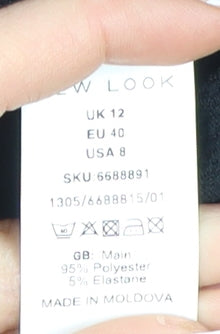 EW LOOK
UK 12
EU 40
USA 8
SKU:6688891
1305/6688815/01
40
GB: Main
95% Polyester
5% Elastane
MADE IN MOLDOVA